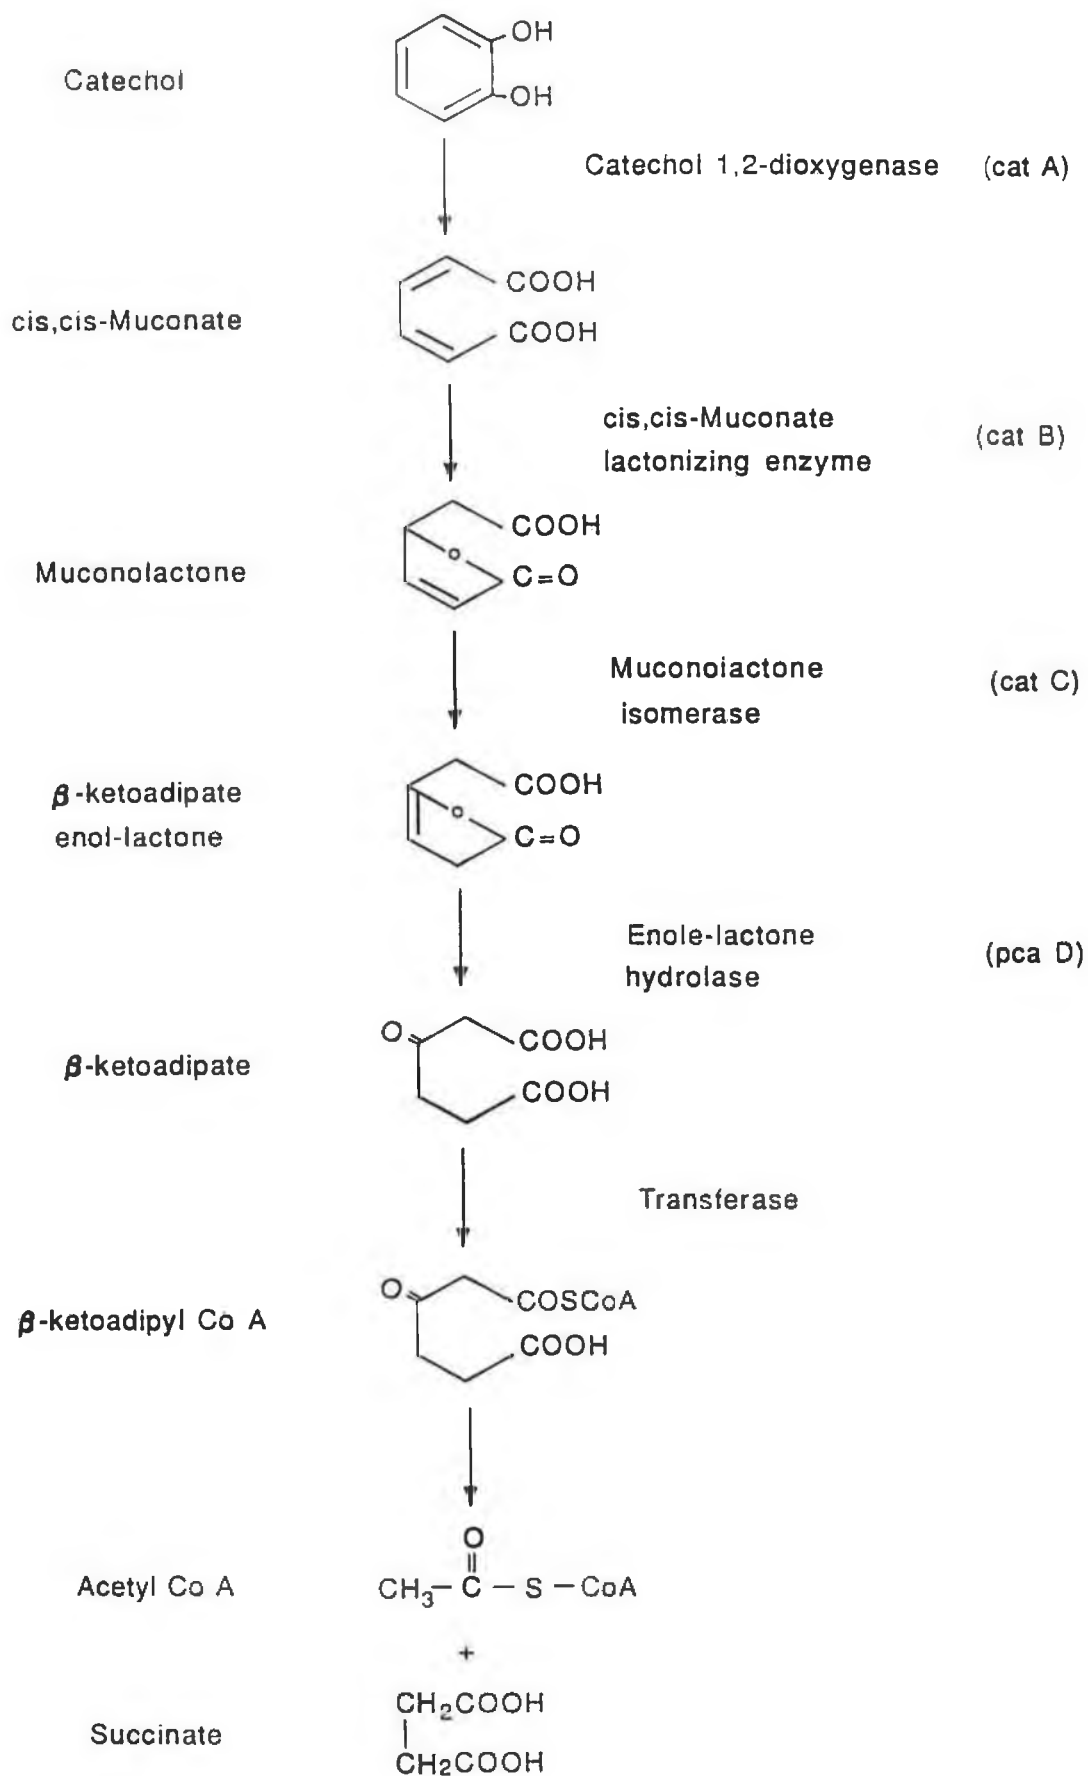 OH
Catechol
OH
Catechol 1,2-dioxygenase (cat A)
COOH
cis,cis-Muconate
COOH
cis,cis-Muconate
(cat B)
lactonizing enzyme
COOH
o
Muconolactone
C=O
Muconoiactone
(cat C)
isomerase
β-ketoadipate
COOH
o
enol-lactone
C=O
Enole-lactone
(pca D)
hydrolase
O
COOH
β-ketoadipate
COOH
Transferase
O
COSCoA
β-ketoadipyl Co A
COOH
O
Acetyl Co A
CH₃–C–S–CoA
+
CH₂COOH
Succinate
CH2COOH